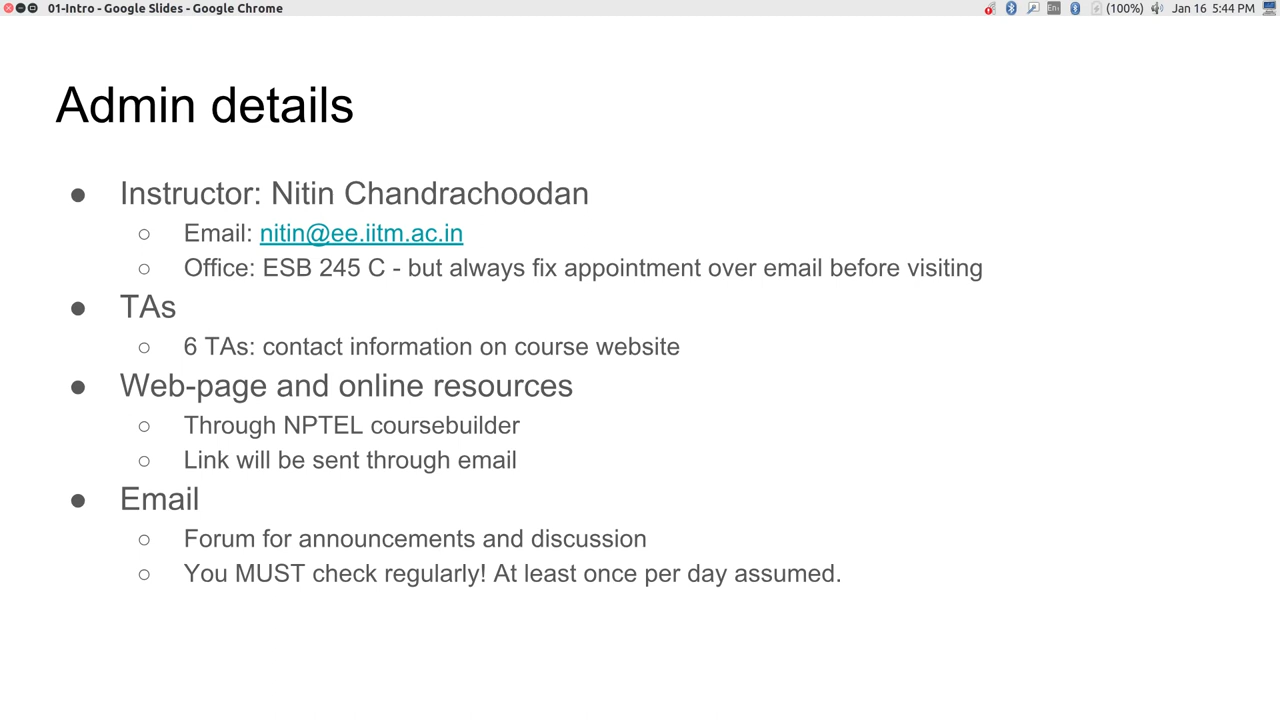 01-Intro - Google Slides - Google Chrome
(100%) Jan 16 5:44 PM
Admin details
● Instructor: Nitin Chandrachoodan
○ Email: nitin@ee.iitm.ac.in
○ Office: ESB 245 C - but always fix appointment over email before visiting
● TAs
○ 6 TAs: contact information on course website
● Web-page and online resources
○ Through NPTEL coursebuilder
○ Link will be sent through email
● Email
○ Forum for announcements and discussion
○ You MUST check regularly! At least once per day assumed.